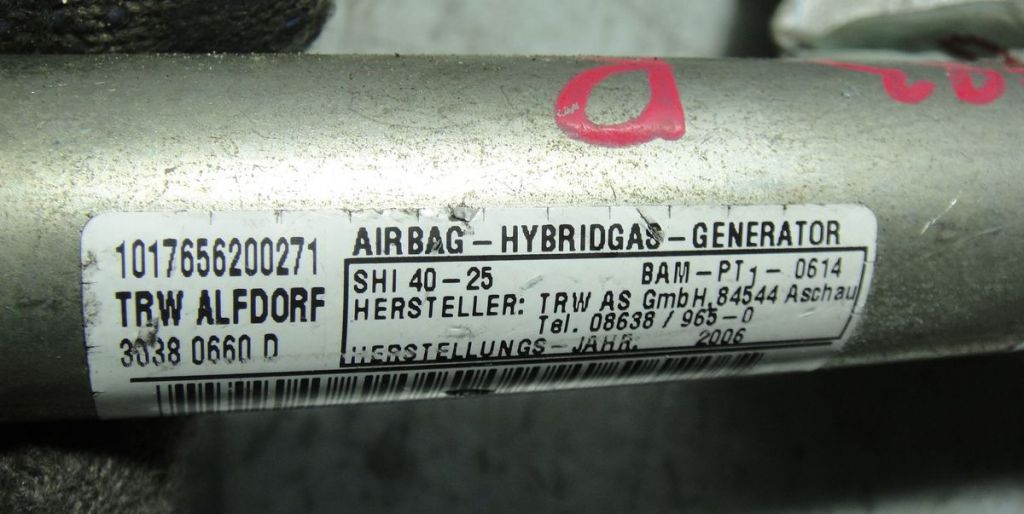 1017656200271
TRW ALFDORF
3038 0660 D
AIRBAG - HYBRIDGAS - GENERATOR
SHI 40-25 BAM-PT1-0614
HERSTELLER: TRW AS GmbH, 84544 Aschau
Tel. 08638 / 965-0
HERSTELLUNGS-JAHR. 2006